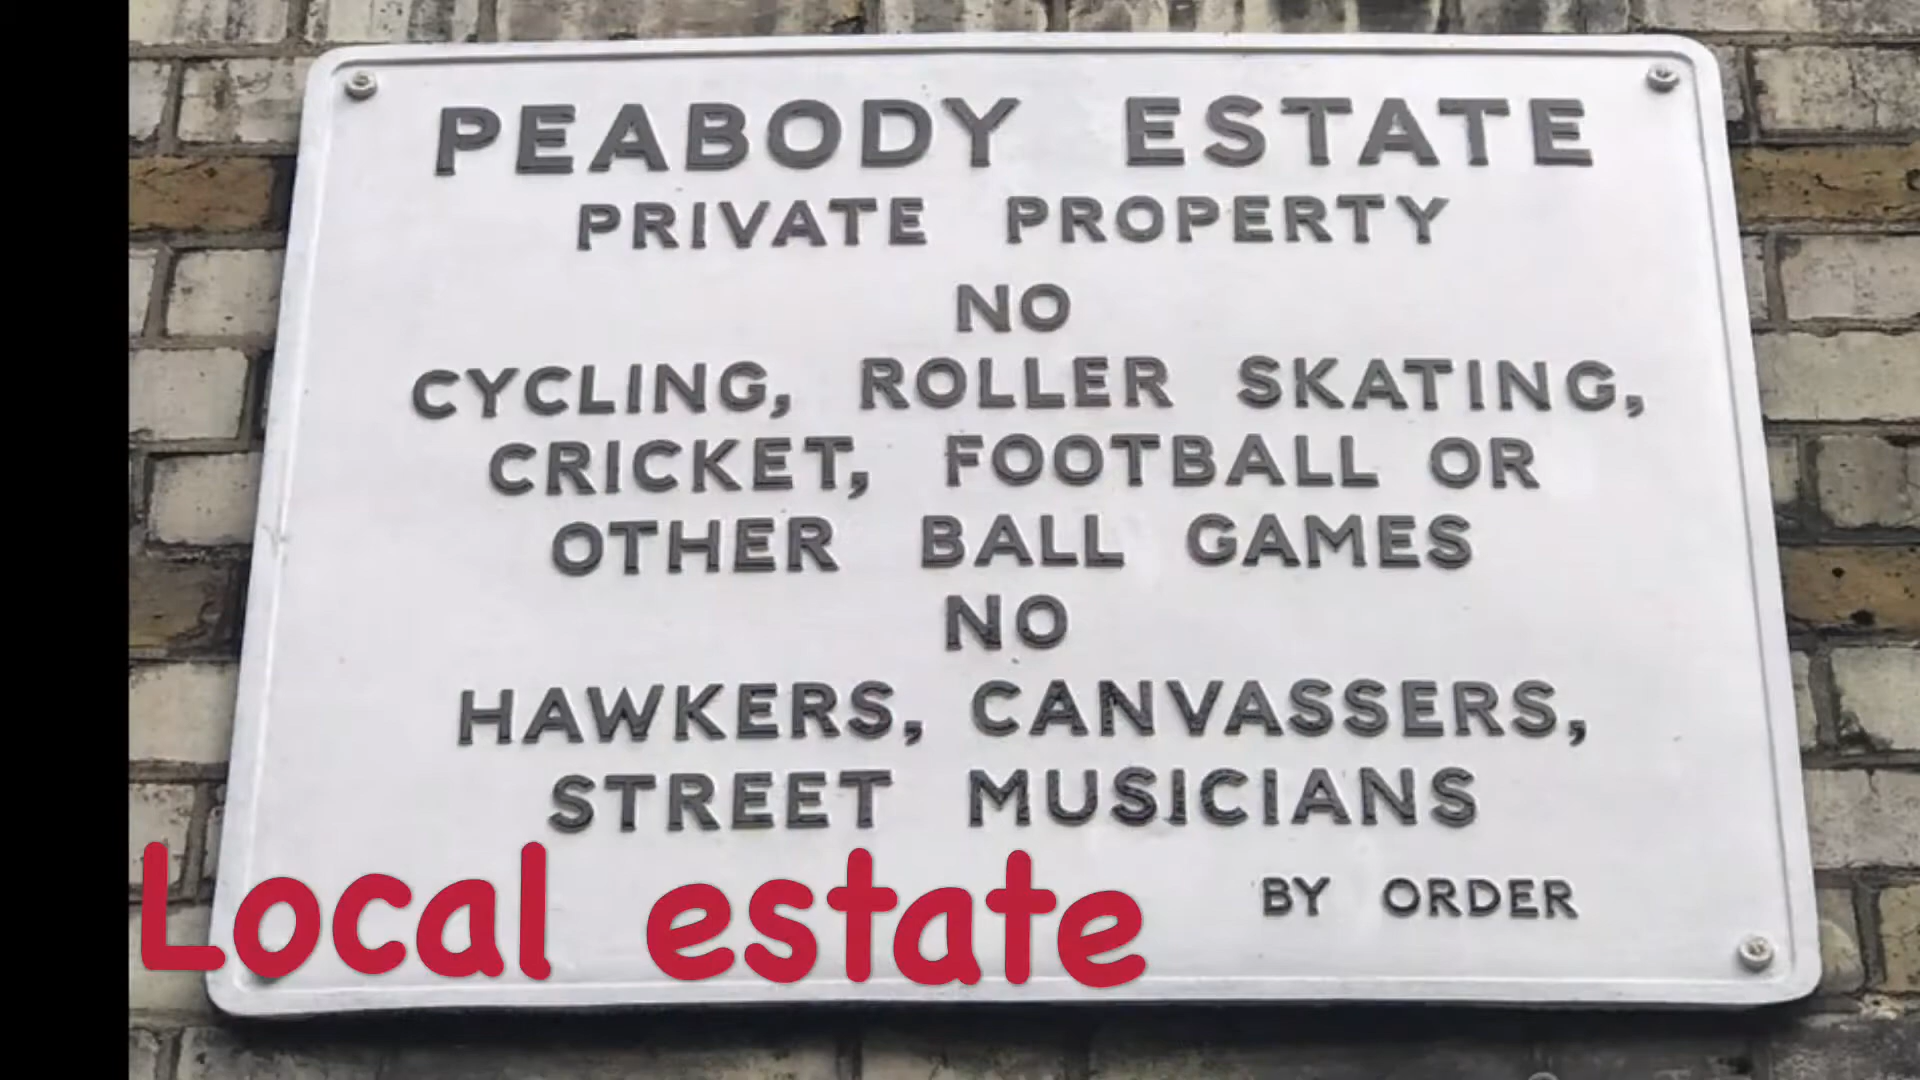 PEABODY ESTATE
PRIVATE PROPERTY
NO
CYCLING, ROLLER SKATING,
CRICKET, FOOTBALL OR
OTHER BALL GAMES
NO
HAWKERS, CANVASSERS,
STREET MUSICIANS
BY ORDER
Local estate